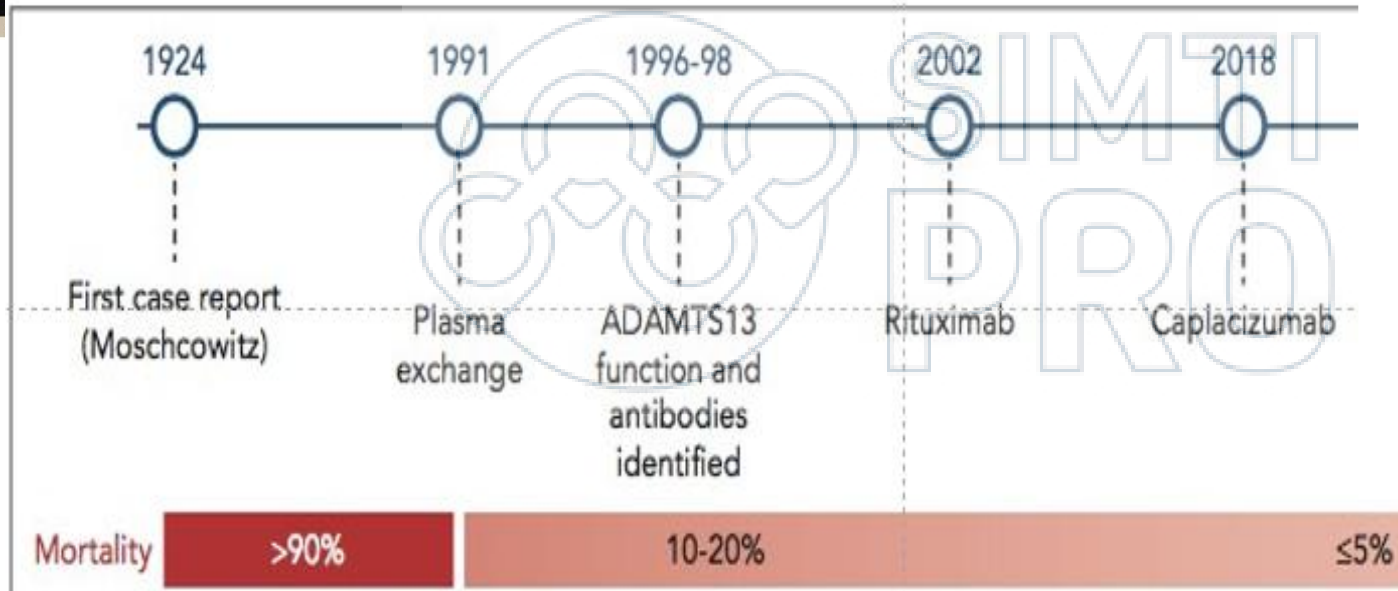 1924
1991
1996-98
2002
2018
First case report
(Moschcowitz)
Plasma
exchange
ADAMTS13
function and
antibodies
identified
Rituximab
Caplacizumab
Mortality
>90%
10-20%
≤5%
SIMTI
PRO